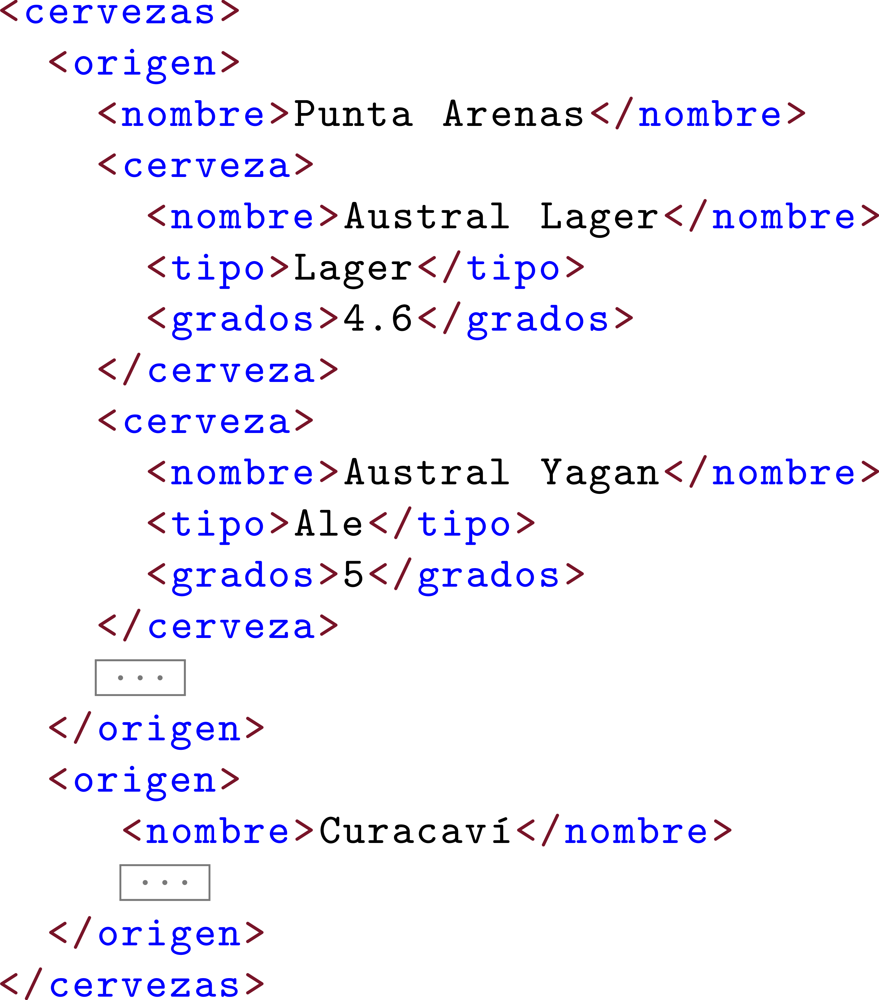 <cervezas>
<origen>
<nombre>Punta Arenas</nombre>
<cerveza>
<nombre>Austral Lager</nombre>
<tipo>Lager</tipo>
<grados>4.6</grados>
</cerveza>
<cerveza>
<nombre>Austral Yagan</nombre>
<tipo>Ale</tipo>
<grados>5</grados>
</cerveza>
...
</origen>
<origen>
<nombre>Curacaví</nombre>
...
</origen>
</cervezas>